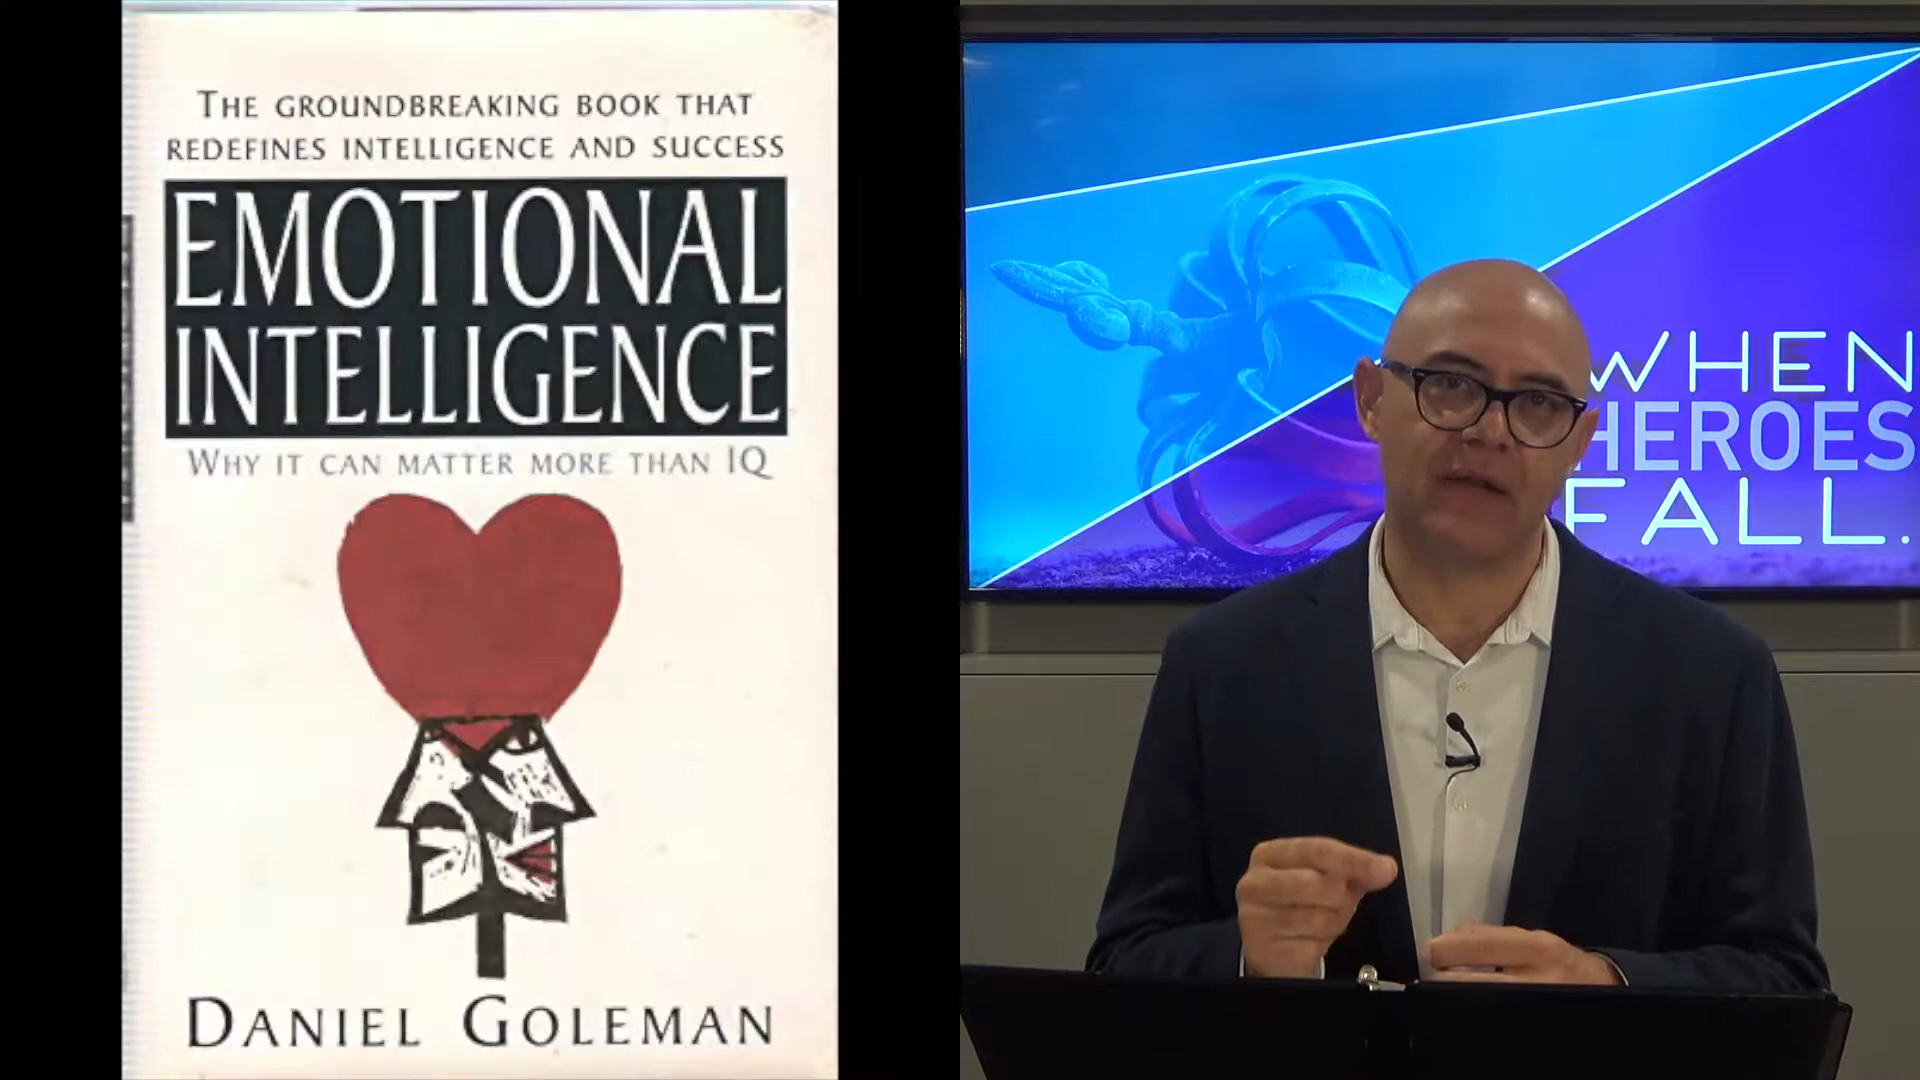 THE GROUNDBREAKING BOOK THAT
REDEFINES INTELLIGENCE AND SUCCESS
EMOTIONAL
INTELLIGENCE
WHY IT CAN MATTER MORE THAN IQ
DANIEL GOLEMAN
WHEN
HEROES
FALL.